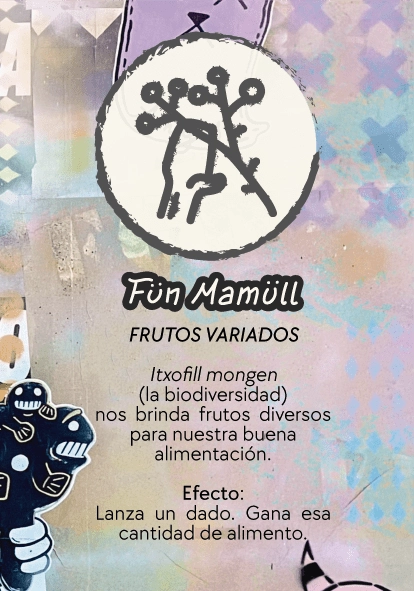 Fün Mamüll
FRUTOS VARIADOS
Itxofill mongen
(la biodiversidad)
nos brinda frutos diversos
para nuestra buena
alimentación.
Efecto:
Lanza un dado. Gana esa
cantidad de alimento.